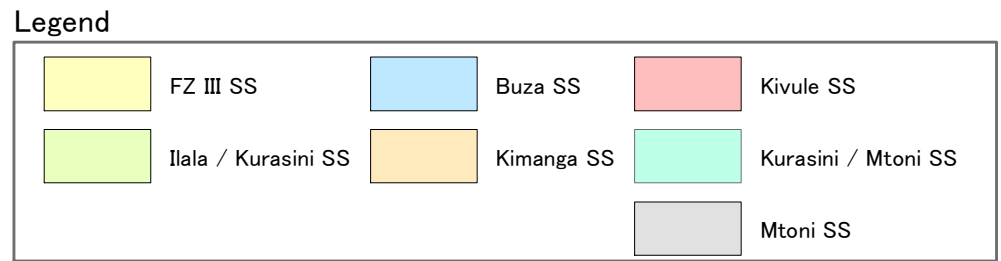 Legend
FZ III SS Buza SS Kivule SS
Ilala / Kurasini SS Kimanga SS Kurasini / Mtoni SS
Mtoni SS